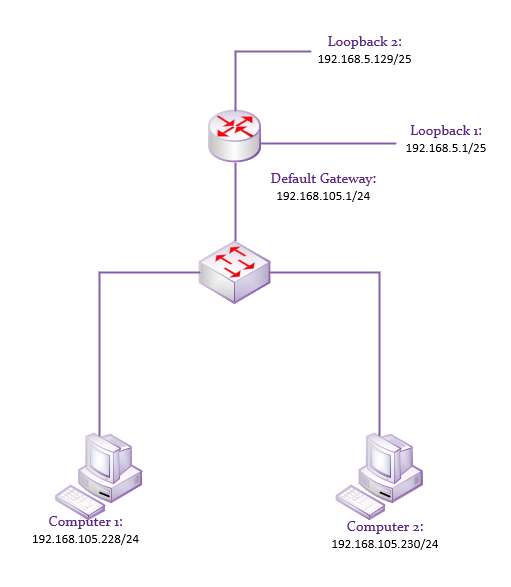 Loopback 2:
192.168.5.129/25
Loopback 1:
192.168.5.1/25
Default Gateway:
192.168.105.1/24
Computer 1:
192.168.105.228/24
Computer 2:
192.168.105.230/24